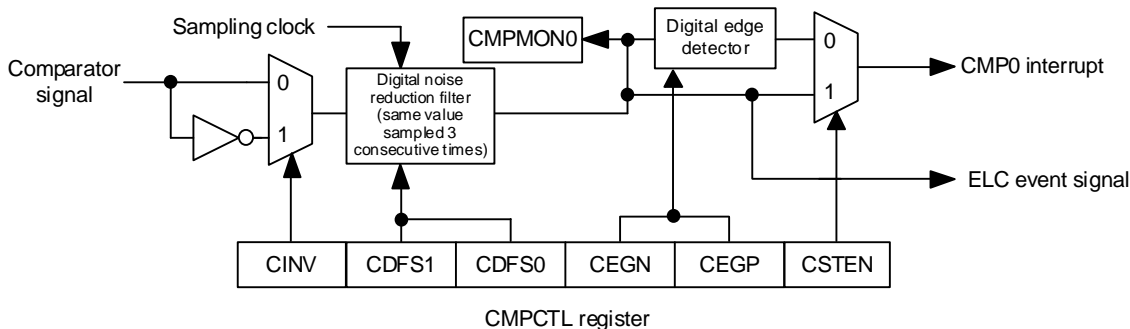 Sampling clock
CMPMON0
Digital edge
detector
0
CMP0 interrupt
1
Comparator
signal
0
1
Digital noise
reduction filter
(same value
sampled 3
consecutive times)
ELC event signal
CINV
CDFS1
CDFS0
CEGN
CEGP
CSTEN
CMPCTL register